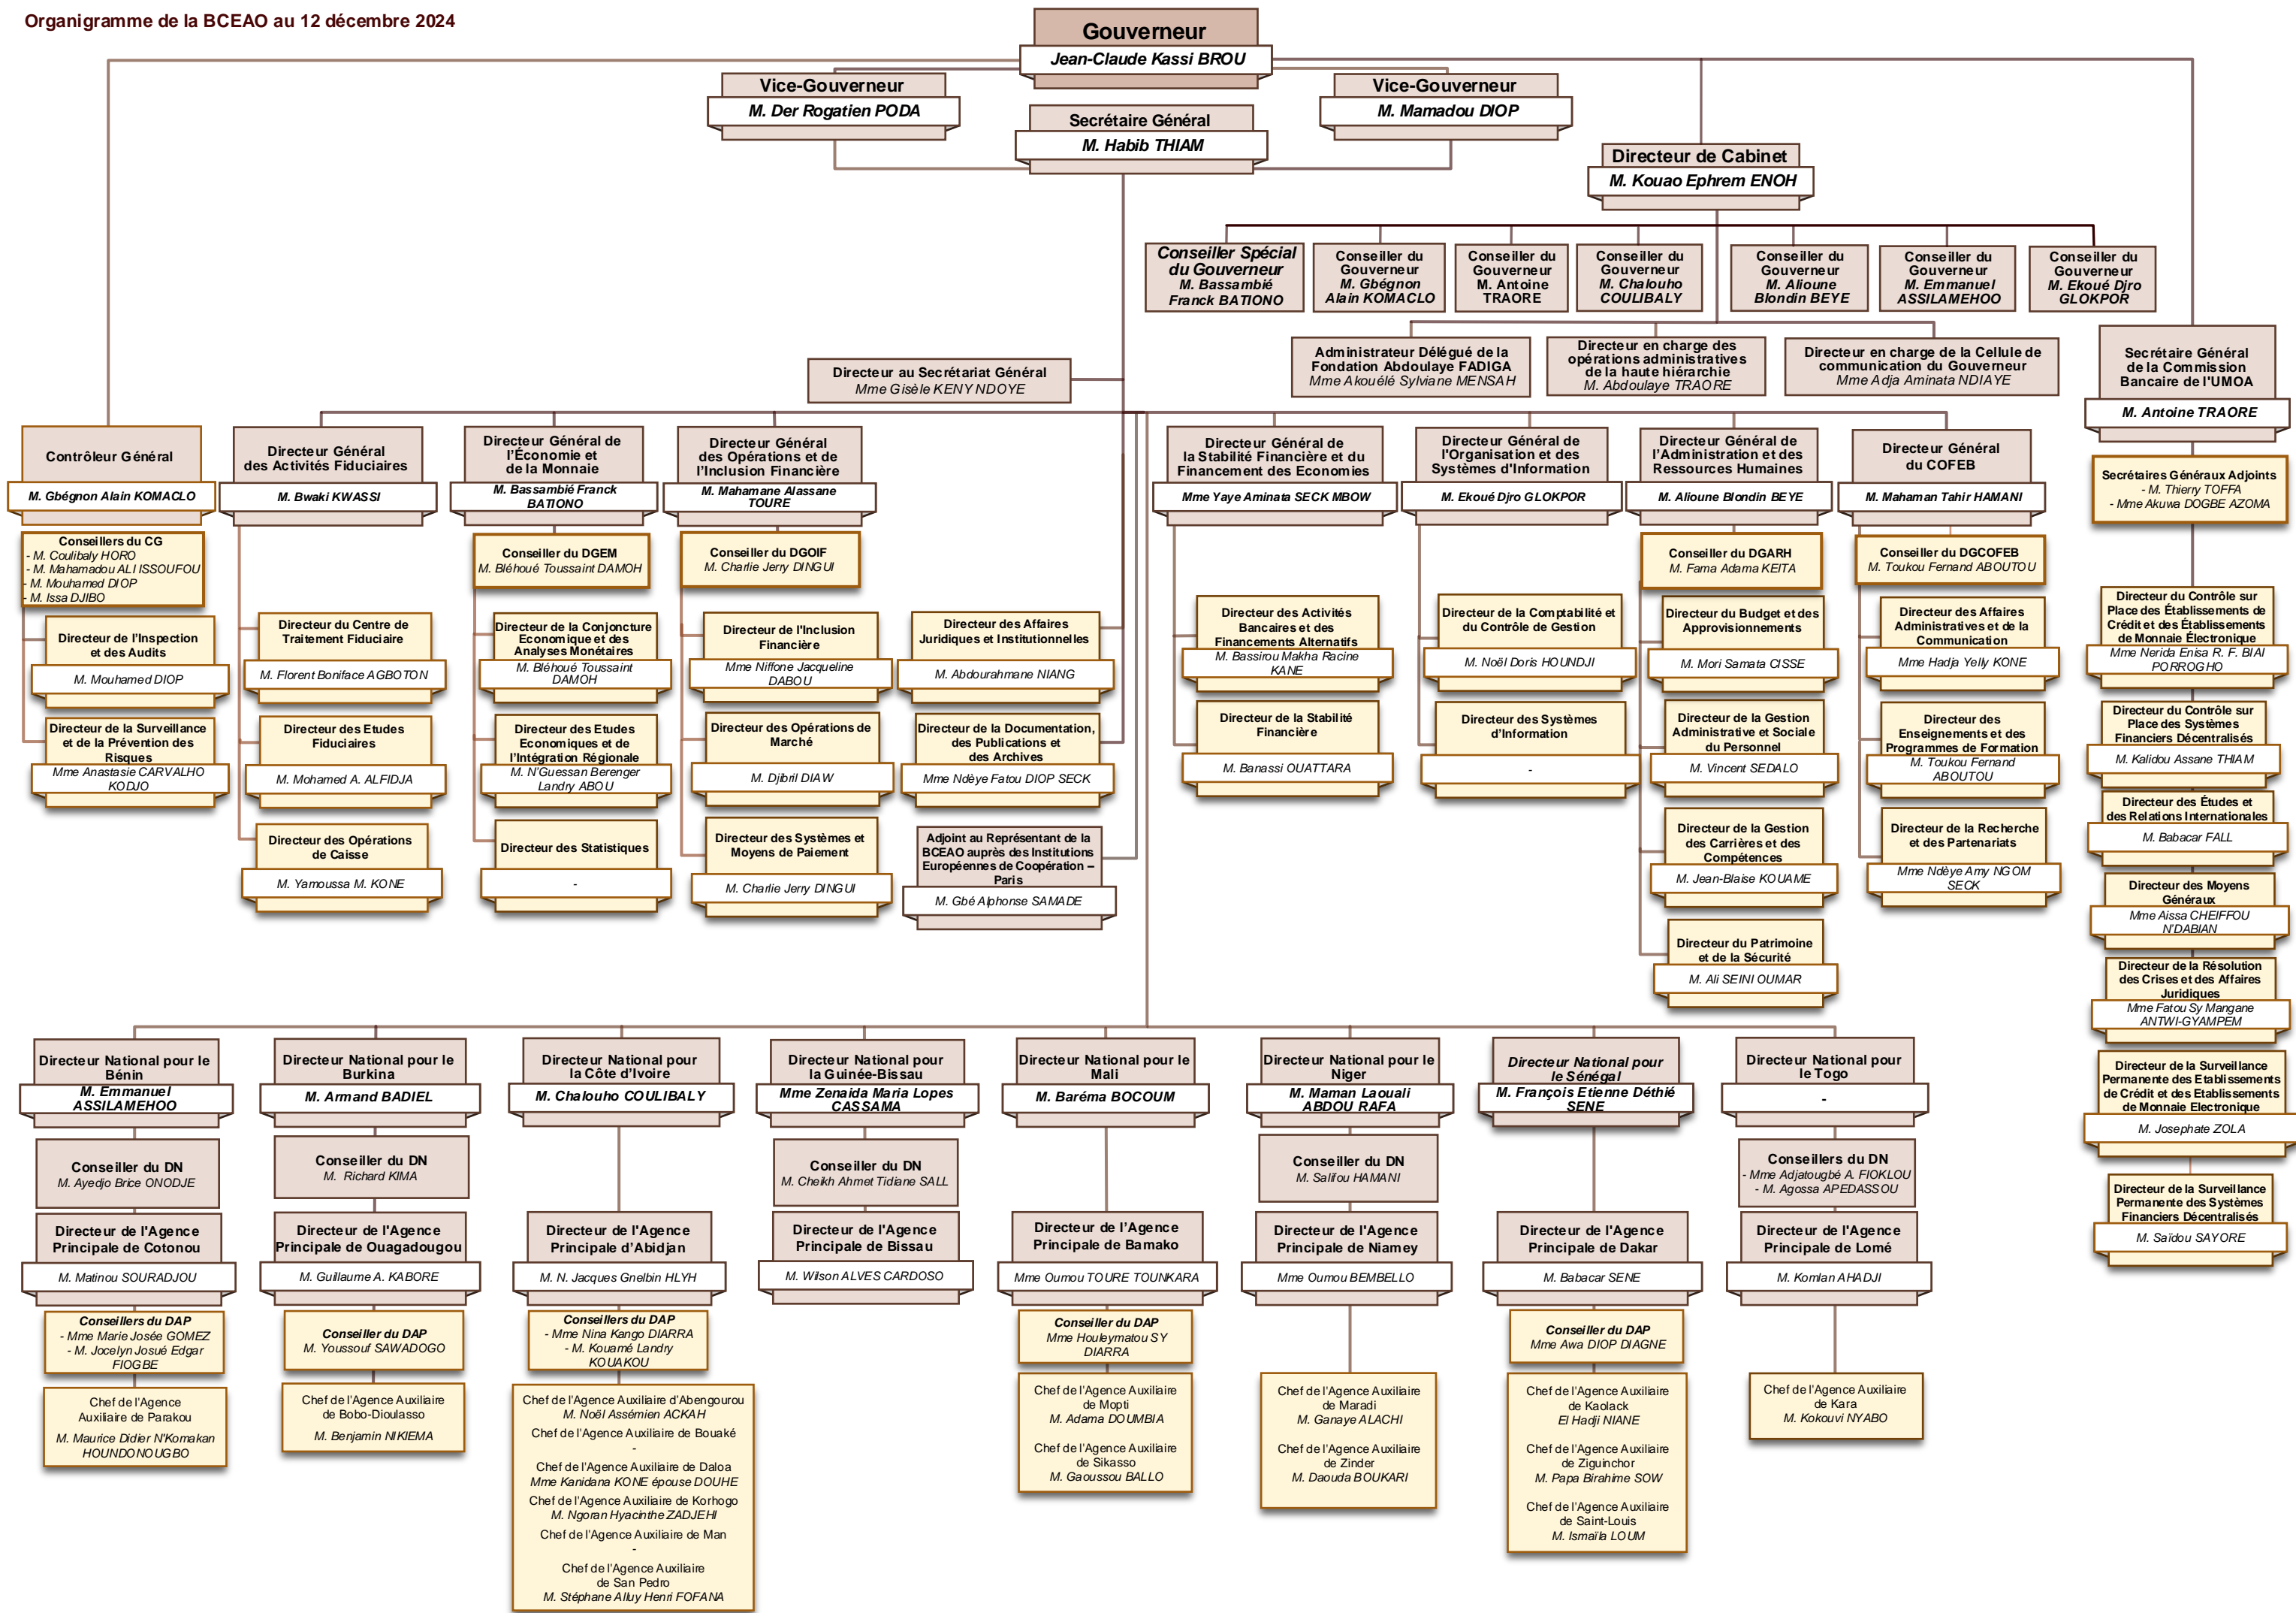 Organigramme de la BCEAO au 12 décembre 2024
Gouverneur
Jean-Claude Kassi BROU
Vice-Gouverneur
M. Der Rogatien PODA
Vice-Gouverneur
M. Mamadou DIOP
Secrétaire Général
M. Habib THIAM
Directeur de Cabinet
M. Kouao Ephrem ENOH
Conseiller Spécial
du Gouverneur
M. Bassambié
Franck BATIONO
Conseiller du
Gouverneur
M. Gbégnon
Alain KOMACLO
Conseiller du
Gouverneur
M. Antoine
TRAORE
Conseiller du
Gouverneur
M. Chalouho
COULIBALY
Conseiller du
Gouverneur
M. Alioune
Blondin BEYE
Conseiller du
Gouverneur
M. Emmanuel
ASSILAMEHOO
Conseiller du
Gouverneur
M. Ekoué Djro
GLOKPOR
Administrateur Délégué de la
Fondation Abdoulaye FADIGA
Mme Akouélé Sylviane MENSAH
Directeur en charge des
opérations administratives
de la haute hiérarchie
M. Abdoulaye TRAORE
Directeur en charge de la Cellule de
communication du Gouverneur
Mme Adja Aminata NDIAYE
Directeur au Secrétariat Général
Mme Gisèle KENY NDOYE
Secrétaire Général
de la Commission
Bancaire de l'UMOA
M. Antoine TRAORE
Secrétaires Généraux Adjoints
- M. Thierry TOFFA
- Mme Akuwa DOGBE AZOMA
Directeur du Contrôle sur
Place des Établissements de
Crédit et des Établissements
de Monnaie Électronique
Mme Nerida Enisa R. F. BIAI
PORROGHO
Directeur du Contrôle sur
Place des Systèmes
Financiers Décentralisés
M. Kalidou Assane THIAM
Directeur des Études et
des Relations Internationales
M. Babacar FALL
Directeur des Moyens
Généraux
Mme Aissa CHEIFFOU
N'DABIAN
Directeur de la Résolution
des Crises et des Affaires
Juridiques
Mme Fatou Sy Mangane
ANTWI-GYAMPEM
Directeur de la Surveillance
Permanente des Etablissements
de Crédit et des Etablissements
de Monnaie Electronique
M. Josephate ZOLA
Directeur de la Surveillance
Permanente des Systèmes
Financiers Décentralisés
M. Saïdou SAYORE
Contrôleur Général
M. Gbégnon Alain KOMACLO
Conseillers du CG
- M. Coulibaly HORO
- M. Mahamadou ALI ISSOUFOU
- M. Mouhamed DIOP
- M. Issa DJIBO
Directeur de l'Inspection
et des Audits
M. Mouhamed DIOP
Directeur de la Surveillance
et de la Prévention des
Risques
Mme Anastasie CARVALHO
KODJO
Directeur Général
des Activités Fiduciaires
M. Bwaki KWASSI
Directeur du Centre de
Traitement Fiduciaire
M. Florent Boniface AGBOTON
Directeur des Etudes
Fiduciaires
M. Mohamed A. ALFIDJA
Directeur des Opérations
de Caisse
M. Yamoussa M. KONE
Directeur Général de
l'Économie et
de la Monnaie
M. Bassambié Franck
BATIONO
Conseiller du DGEM
M. Bléhoué Toussaint DAMOH
Directeur de la Conjoncture
Economique et des
Analyses Monétaires
M. Bléhoué Toussaint
DAMOH
Directeur des Etudes
Economiques et de
l'Intégration Régionale
M. N'Guessan Berenger
Landry ABOU
Directeur des Statistiques
-
Directeur Général
des Opérations et de
l'Inclusion Financière
M. Mahamane Alassane
TOURE
Conseiller du DGOIF
M. Charlie Jerry DINGUI
Directeur de l'Inclusion
Financière
Mme Niffone Jacqueline
DABOU
Directeur des Opérations de
Marché
M. Djibril DIAW
Directeur des Systèmes et
Moyens de Paiement
M. Charlie Jerry DINGUI
Directeur des Affaires
Juridiques et Institutionnelles
M. Abdourahmane NIANG
Directeur de la Documentation,
des Publications et
des Archives
Mme Ndèye Fatou DIOP SECK
Adjoint au Représentant de la
BCEAO auprès des Institutions
Européennes de Coopération –
Paris
M. Gbé Alphonse SAMADE
Directeur Général de
la Stabilité Financière et du
Financement des Economies
Mme Yaye Aminata SECK MBOW
Directeur des Activités
Bancaires et des
Financements Alternatifs
M. Bassirou Makha Racine
KANE
Directeur de la Stabilité
Financière
M. Banassi OUATTARA
Directeur Général de
l'Organisation et des
Systèmes d'Information
M. Ekoué Djro GLOKPOR
Directeur de la Comptabilité et
du Contrôle de Gestion
M. Noël Doris HOUNDJI
Directeur des Systèmes
d'Information
-
Directeur Général de
l'Administration et des
Ressources Humaines
M. Alioune Blondin BEYE
Conseiller du DGARH
M. Fama Adama KEITA
Directeur du Budget et des
Approvisionnements
M. Mori Samata CISSE
Directeur de la Gestion
Administrative et Sociale
du Personnel
M. Vincent SEDALO
Directeur de la Gestion
des Carrières et des
Compétences
M. Jean-Blaise KOUAME
Directeur du Patrimoine
et de la Sécurité
M. Ali SEINI OUMAR
Directeur Général
du COFEB
M. Mahaman Tahir HAMANI
Conseiller du DGCOFEB
M. Toukou Fernand ABOUTOU
Directeur des Affaires
Administratives et de la
Communication
Mme Hadja Yelly KONE
Directeur des
Enseignements et des
Programmes de Formation
M. Toukou Fernand
ABOUTOU
Directeur de la Recherche
et des Partenariats
Mme Ndèye Amy NGOM
SECK
Directeur National pour le
Bénin
M. Emmanuel
ASSILAMEHOO
Conseiller du DN
M. Ayedjo Brice ONODJE
Directeur de l'Agence
Principale de Cotonou
M. Matinou SOURADJOU
Conseillers du DAP
- Mme Marie Josée GOMEZ
- M. Jocelyn Josué Edgar
FIOGBE
Chef de l'Agence
Auxiliaire de Parakou
M. Maurice Didier N'Komakan
HOUNDONOUGBO
Directeur National pour le
Burkina
M. Armand BADIEL
Conseiller du DN
M. Richard KIMA
Directeur de l'Agence
Principale de Ouagadougou
M. Guillaume A. KABORE
Conseiller du DAP
M. Youssouf SAWADOGO
Chef de l'Agence Auxiliaire
de Bobo-Dioulasso
M. Benjamin NIKIEMA
Directeur National pour
la Côte d'Ivoire
M. Chalouho COULIBALY
Directeur de l'Agence
Principale d'Abidjan
M. N. Jacques Gnelbin HLYH
Conseillers du DAP
- Mme Nina Kango DIARRA
- M. Kouamé Landry
KOUAKOU
Chef de l'Agence Auxiliaire d'Abengourou
M. Noël Assémien ACKAH
Chef de l'Agence Auxiliaire de Bouaké
-
Chef de l'Agence Auxiliaire de Daloa
Mme Kanidana KONE épouse DOUHE
Chef de l'Agence Auxiliaire de Korhogo
M. Ngoran Hyacinthe ZADJEHI
Chef de l'Agence Auxiliaire de Man
-
Chef de l'Agence Auxiliaire
de San Pedro
M. Stéphane Alluy Henri FOFANA
Directeur National pour
la Guinée-Bissau
Mme Zenaida Maria Lopes
CASSAMA
Conseiller du DN
M. Cheikh Ahmet Tidiane SALL
Directeur de l'Agence
Principale de Bissau
M. Wilson ALVES CARDOSO
Directeur National pour le
Mali
M. Baréma BOCOUM
Directeur de l'Agence
Principale de Bamako
Mme Oumou TOURE TOUNKARA
Conseiller du DAP
Mme Houleymatou SY
DIARRA
Chef de l'Agence Auxiliaire
de Mopti
M. Adama DOUMBIA
Chef de l'Agence Auxiliaire
de Sikasso
M. Gaoussou BALLO
Directeur National pour le
Niger
M. Maman Laouali
ABDOU RAFA
Conseiller du DN
M. Salifou HAMANI
Directeur de l'Agence
Principale de Niamey
Mme Oumou BEMBELLO
Chef de l'Agence Auxiliaire
de Maradi
M. Ganaye ALACHI
Chef de l'Agence Auxiliaire
de Zinder
M. Daouda BOUKARI
Directeur National pour
le Sénégal
M. François Etienne Déthié
SENE
Directeur de l'Agence
Principale de Dakar
M. Babacar SENE
Conseiller du DAP
Mme Awa DIOP DIAGNE
Chef de l'Agence Auxiliaire
de Kaolack
El Hadji NIANE
Chef de l'Agence Auxiliaire
de Ziguinchor
M. Papa Birahime SOW
Chef de l'Agence Auxiliaire
de Saint-Louis
M. Ismaïla LOUM
Directeur National pour
le Togo
-
Conseillers du DN
- Mme Adjatougbé A. FIOKLOU
- M. Agossa APEDASSOU
Directeur de l'Agence
Principale de Lomé
M. Komlan AHADJI
Chef de l'Agence Auxiliaire
de Kara
M. Kokouvi NYABO